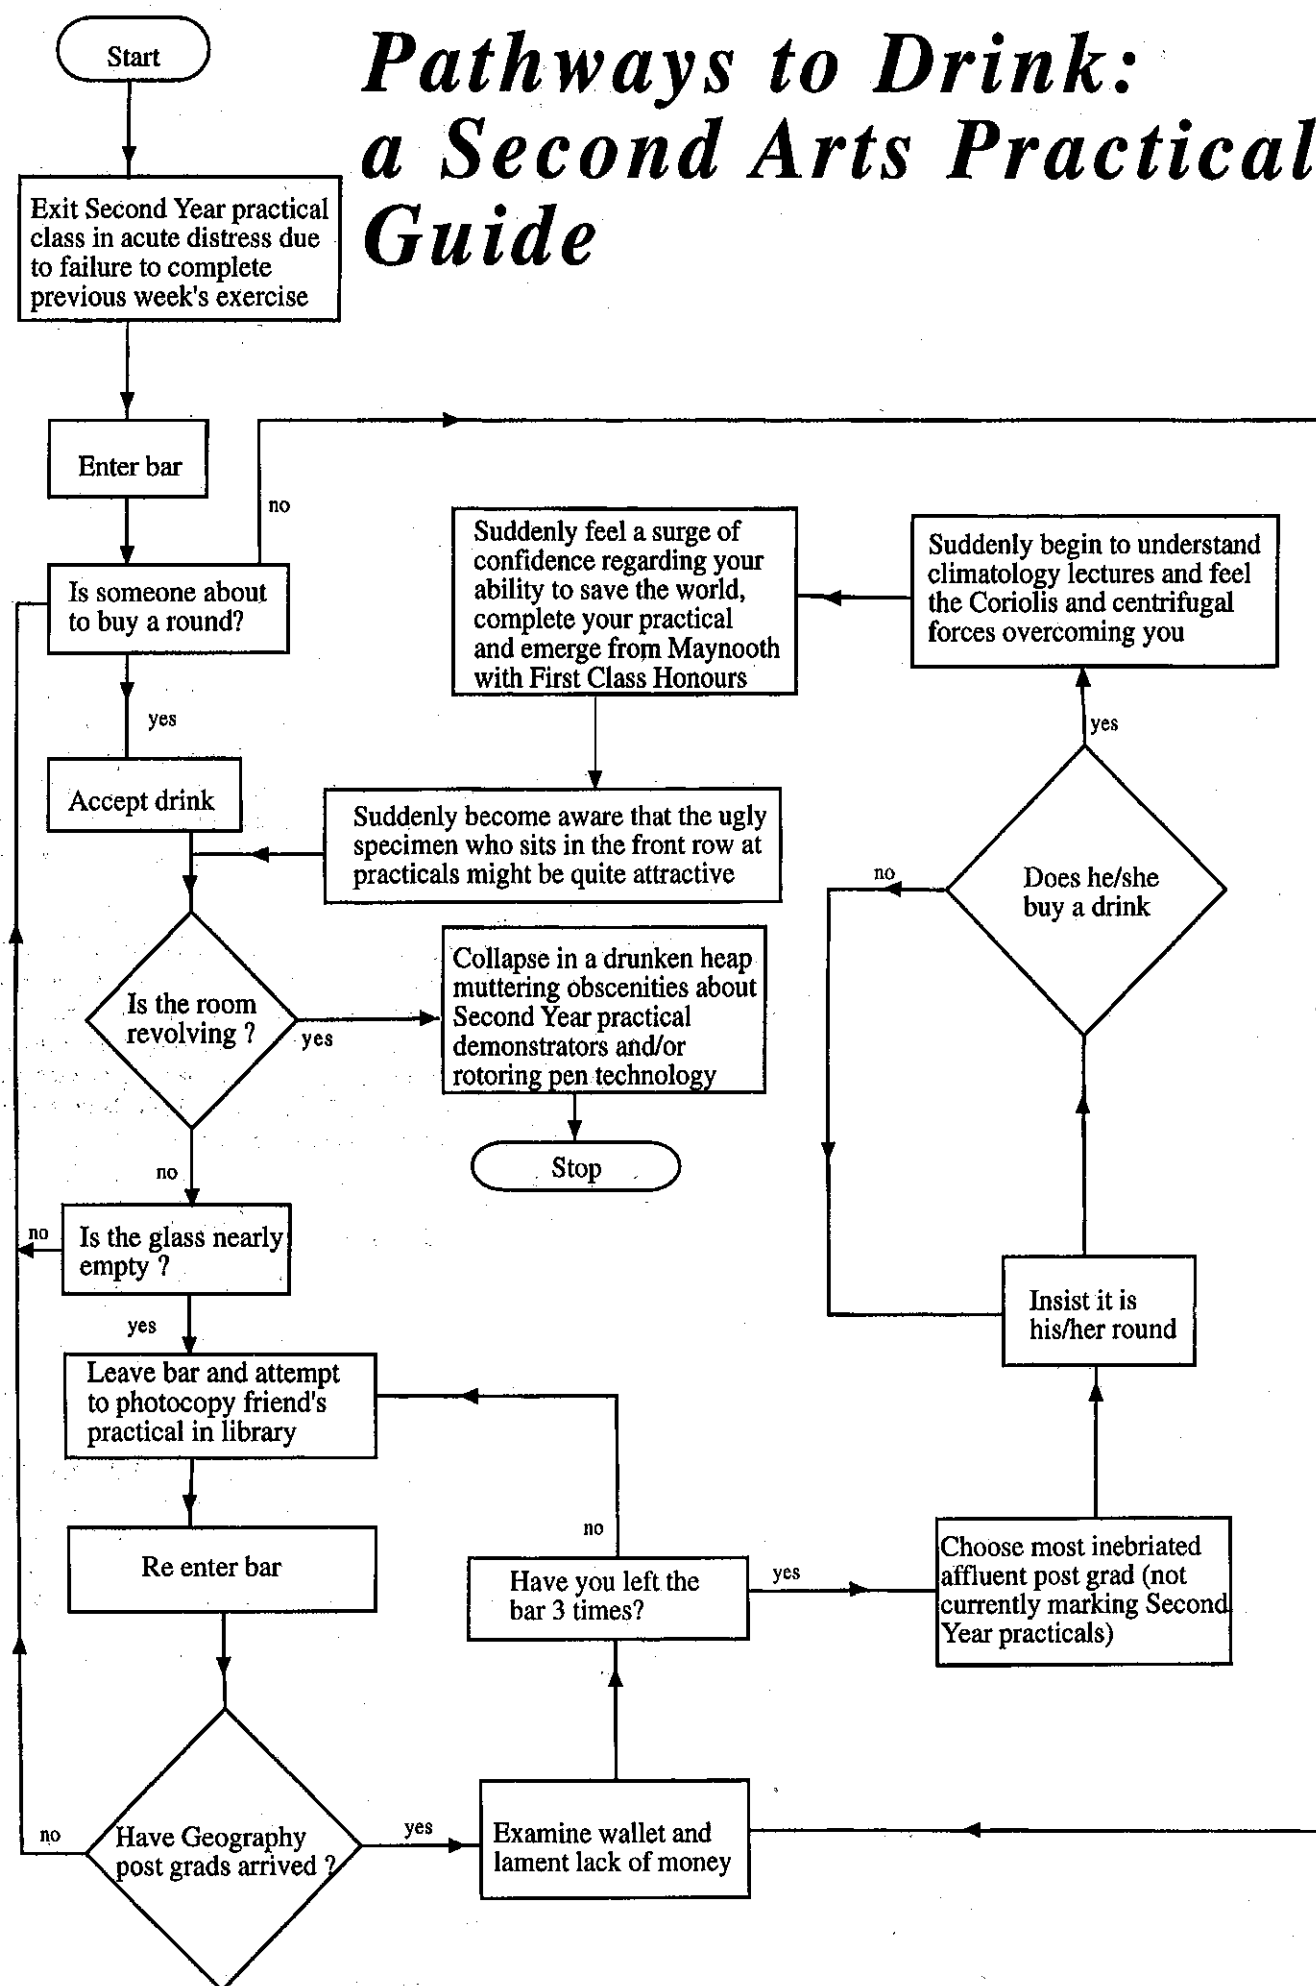 Pathways to Drink:
a Second Arts Practical
Guide
Start
Exit Second Year practical
class in acute distress due
to failure to complete
previous week's exercise
Enter bar
no
Is someone about
to buy a round?
yes
Accept drink
Suddenly feel a surge of
confidence regarding your
ability to save the world,
complete your practical
and emerge from Maynooth
with First Class Honours
Suddenly begin to understand
climatology lectures and feel
the Coriolis and centrifugal
forces overcoming you
yes
Suddenly become aware that the ugly
specimen who sits in the front row at
practicals might be quite attractive
no
Does he/she
buy a drink
Is the room
revolving ?
yes
Collapse in a drunken heap
muttering obscenities about
Second Year practical
demonstrators and/or
rotoring pen technology
Stop
no
no
Is the glass nearly
empty ?
yes
Insist it is
his/her round
Leave bar and attempt
to photocopy friend's
practical in library
Re enter bar
no
Have you left the
bar 3 times?
yes
Choose most inebriated
affluent post grad (not
currently marking Second
Year practicals)
no
Have Geography
post grads arrived ?
yes
Examine wallet and
lament lack of money